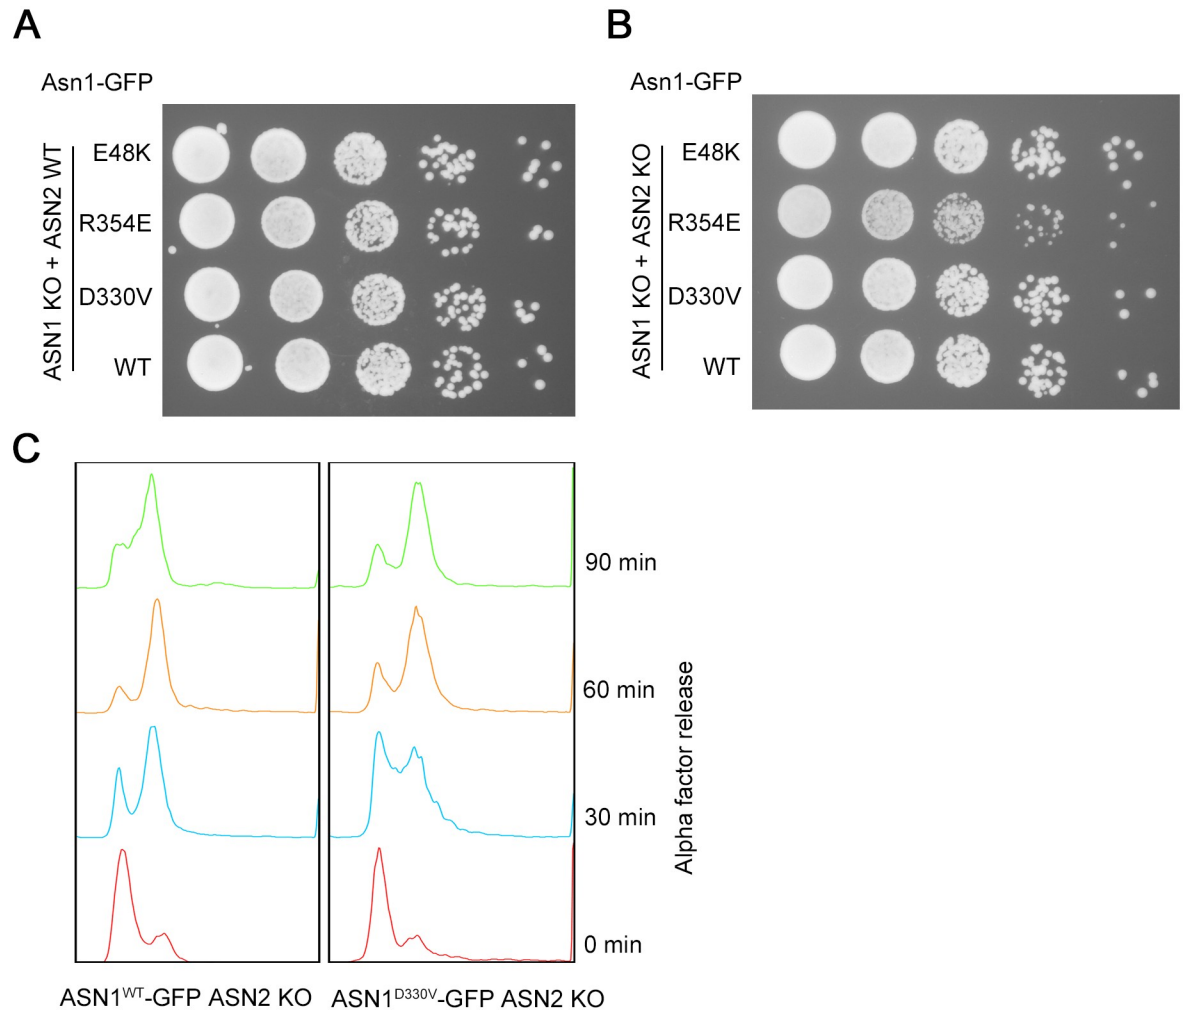 A
Asn1-GFP
ASN1 KO + ASN2 WT
E48K
R354E
D330V
WT
B
Asn1-GFP
ASN1 KO + ASN2 KO
E48K
R354E
D330V
WT
C
90 min
60 min
30 min
0 min
Alpha factor release
ASN1WT-GFP ASN2 KO
ASN1D330V-GFP ASN2 KO